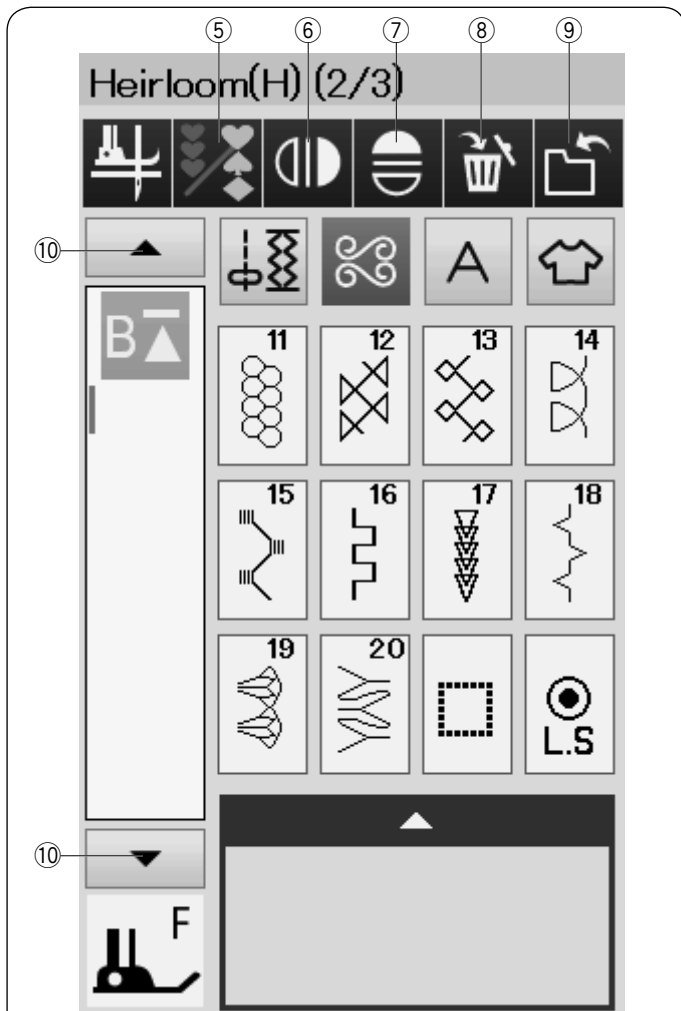 ⑤ ⑥ ⑦ ⑧ ⑨
Heirloom(H) (2/3)
⑩
A
B
11 12 13 14
15 16 17 18
19 20
L.S
⑩
F